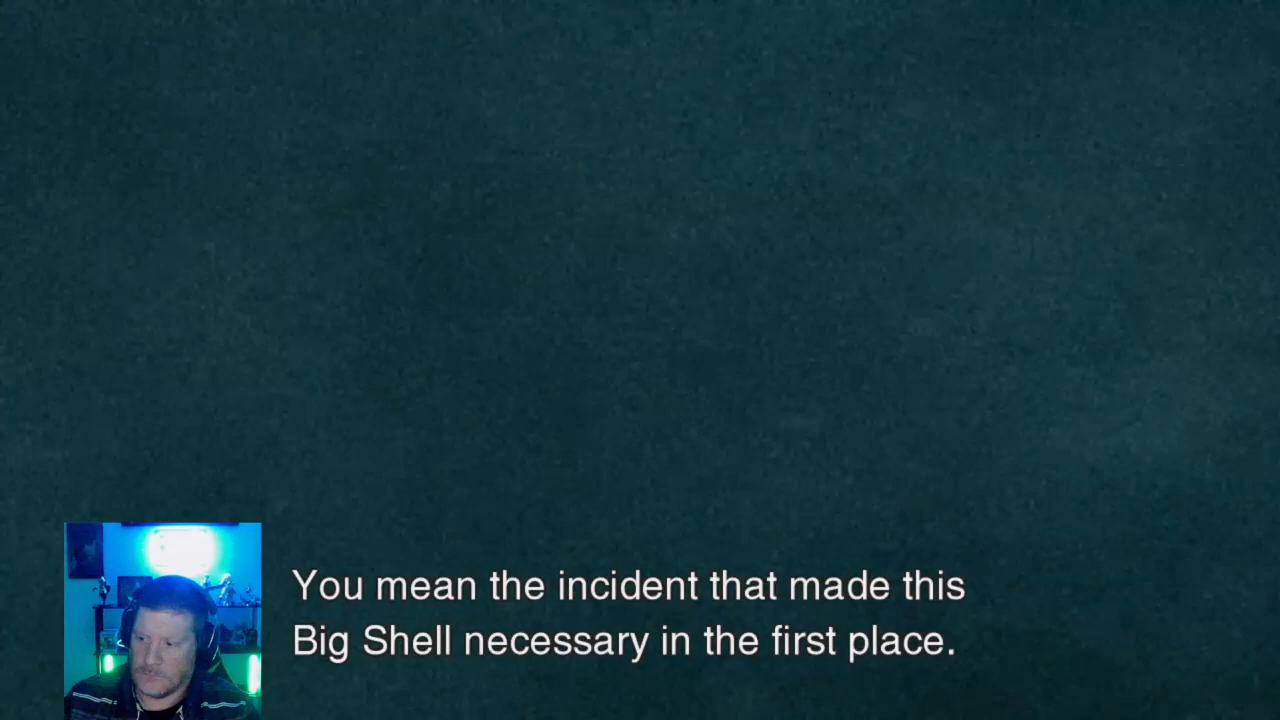 You mean the incident that made this
Big Shell necessary in the first place.